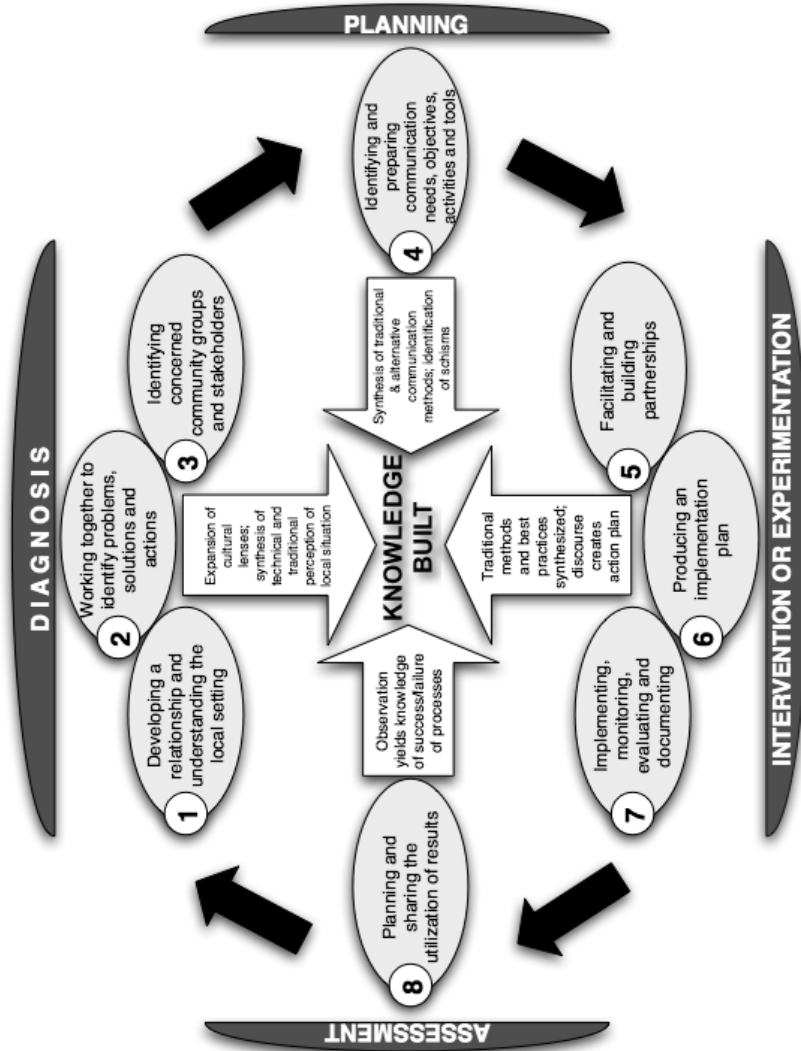 DIAGNOSIS
1
Developing a
relationship and
understanding the
local setting
2
Working together to
identify problems,
solutions and
actions
3
Identifying
concerned
community groups
and stakeholders
Expansion of
cultural
lenses;
synthesis of
technical and
traditional
perception of
local situation
PLANNING
4
Identifying and
preparing
communication
needs, objectives,
activities and tools
Synthesis of traditional
& alternative
communication
methods; identification
of schisms
KNOWLEDGE
BUILT
INTERVENTION OR EXPERIMENTATION
5
Facilitating and
building
partnerships
6
Producing an
implementation
plan
7
Implementing,
monitoring,
evaluating and
documenting
Traditional
methods
and best
practices
synthesized;
discourse
creates
action plan
ASSESSMENT
8
Planning and
sharing the
utilization of results
Observation
yields knowledge
of success/failure
of processes